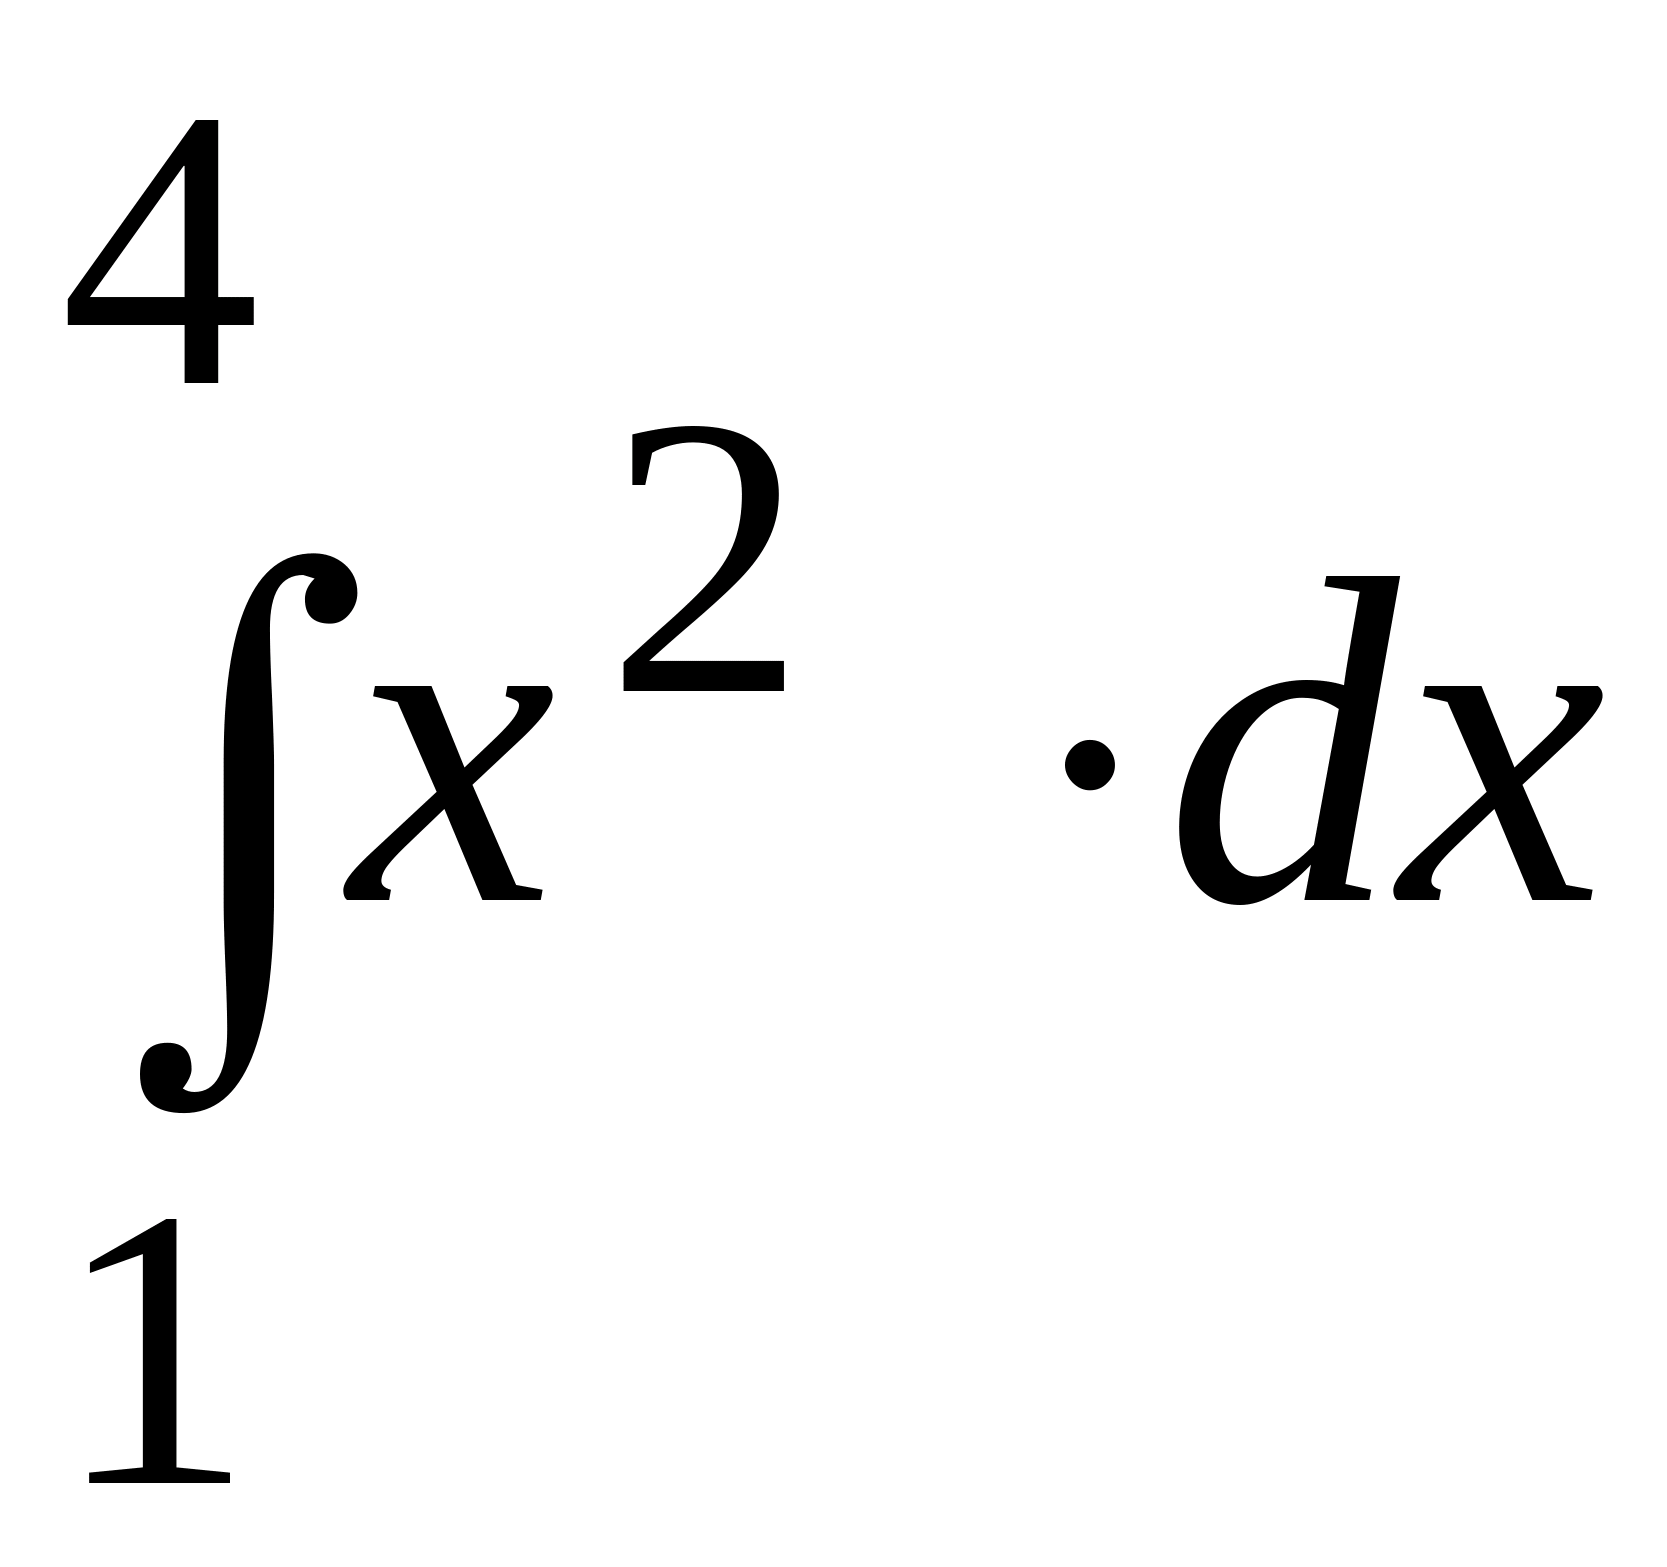 4
∫x² · dx
1